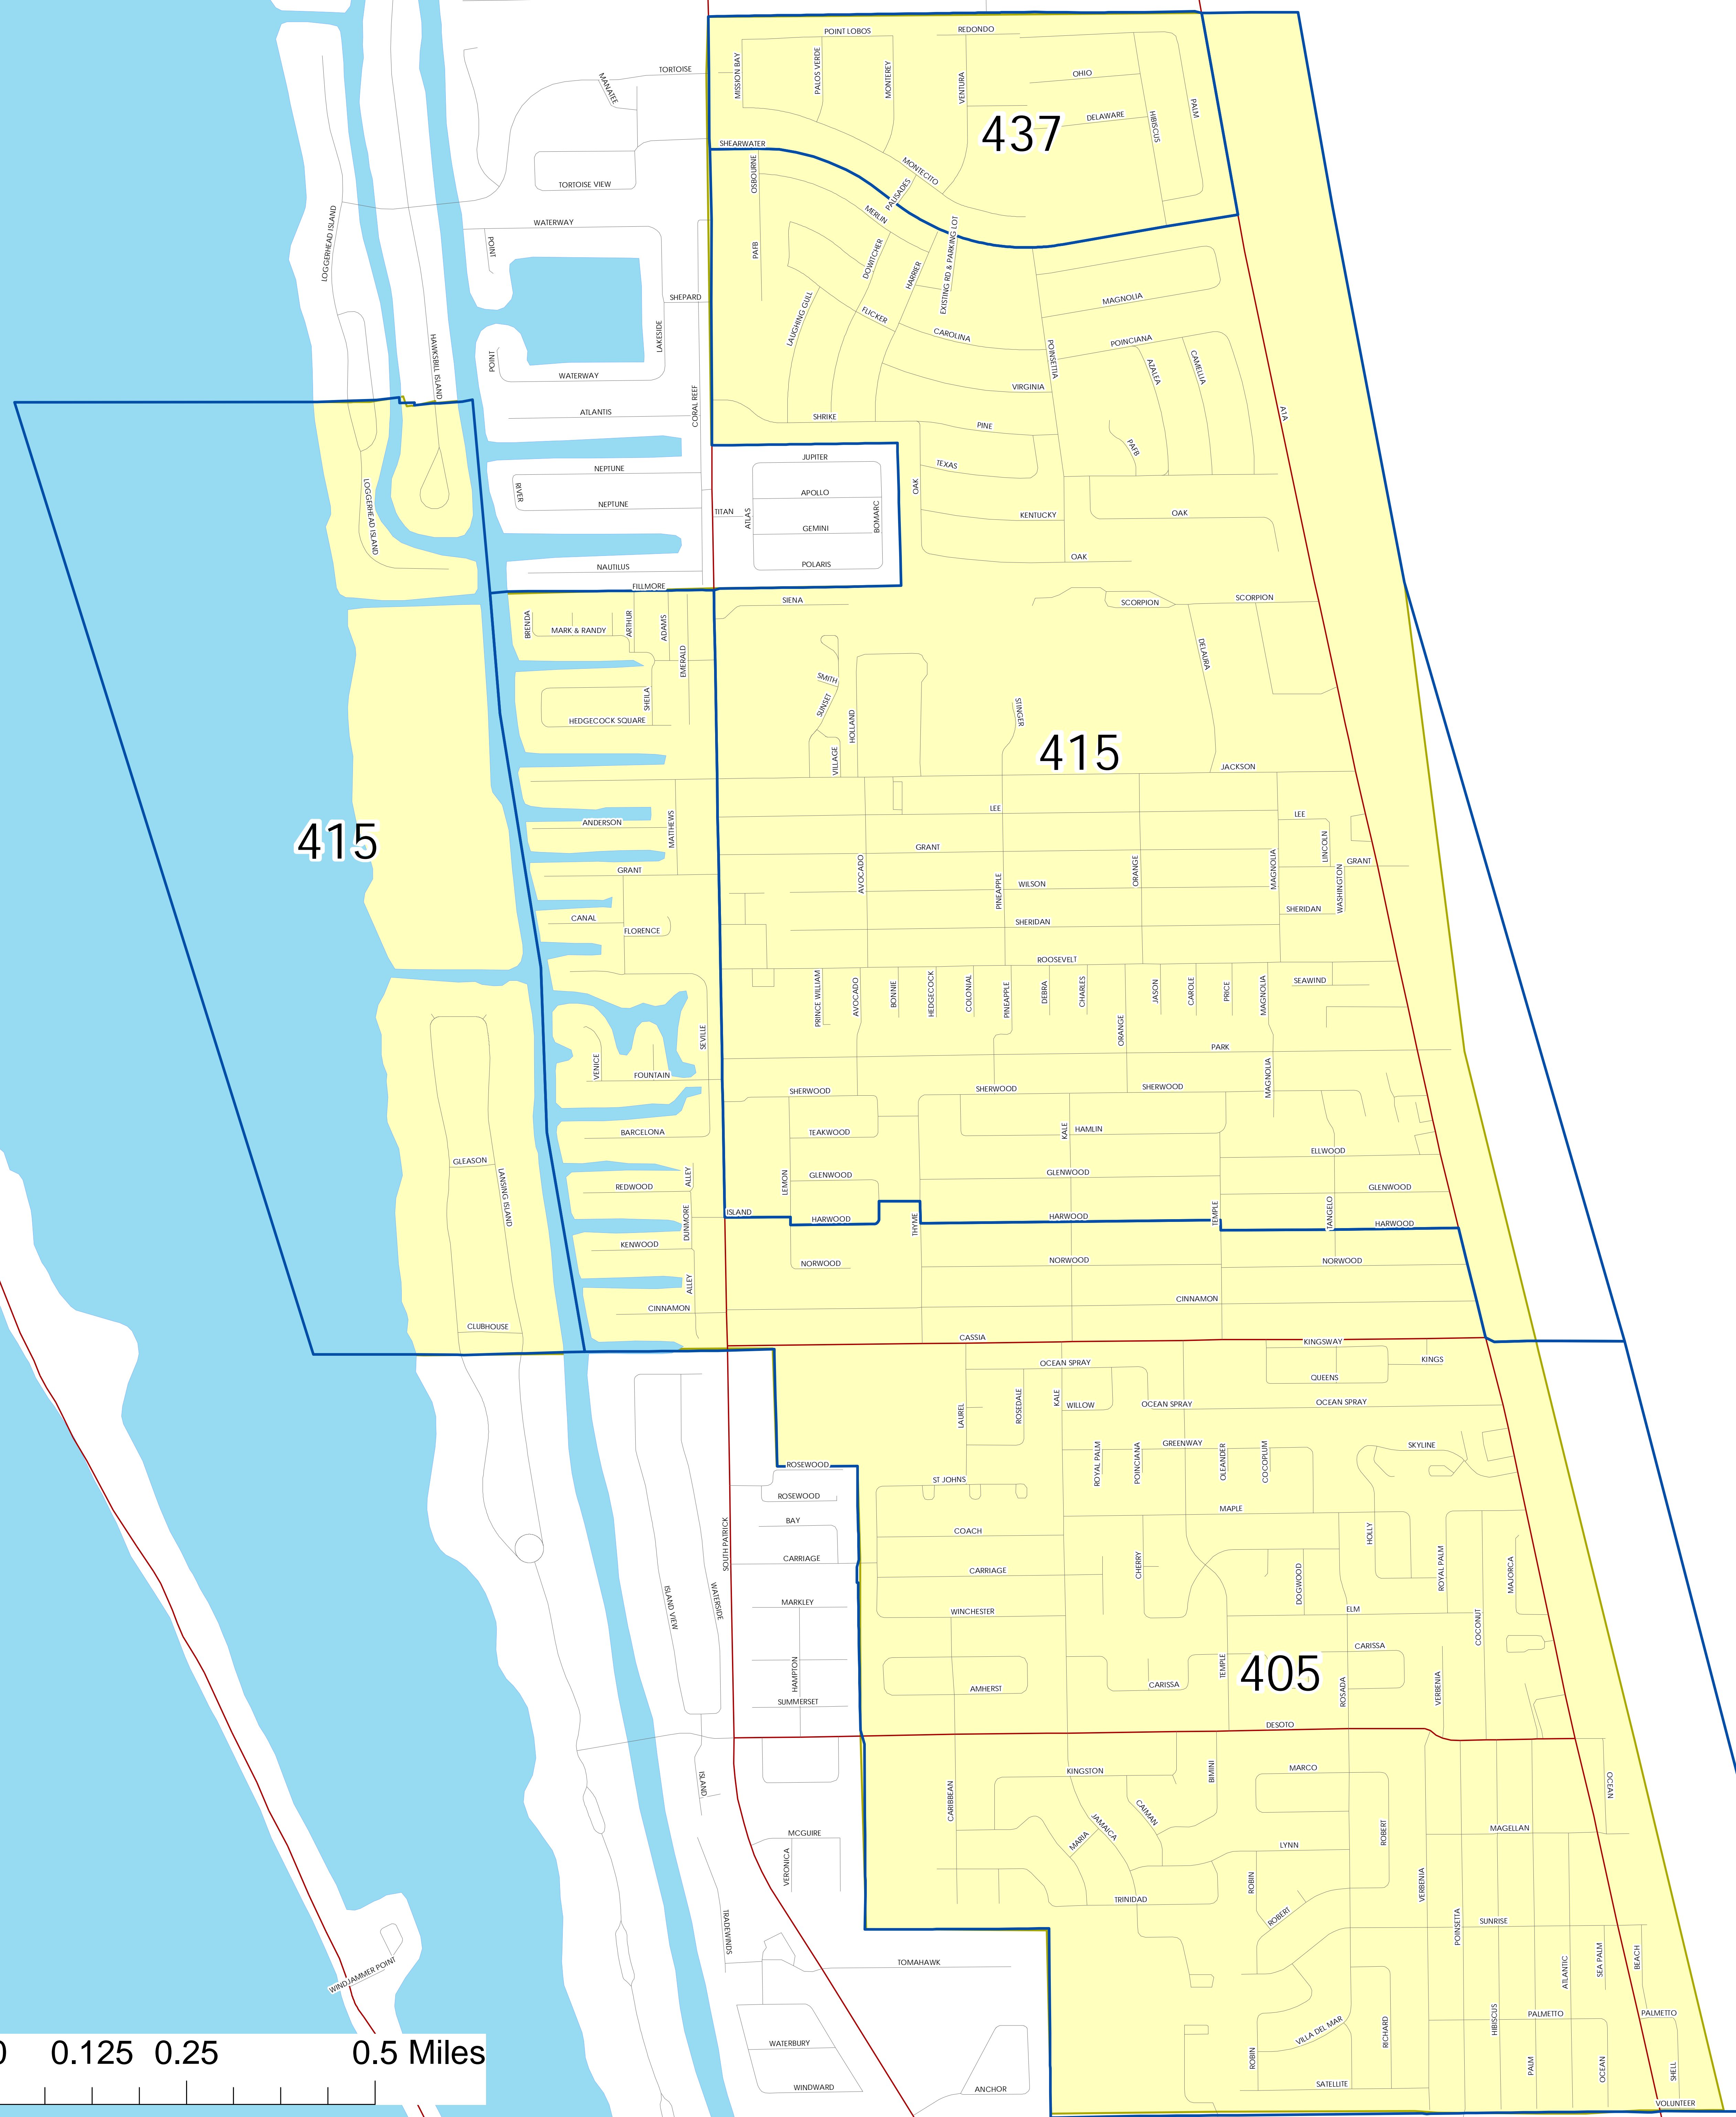 POINT LOBOS
REDONDO
MISSION BAY
PALOS VERDE
MONTEREY
VENTURA
OHIO
PALM
TORTOISE
MANATEE
437
DELAWARE
HIBISCUS
SHEARWATER
OSBOURNE
MONTECITO
PALISADES
TORTOISE VIEW
MERLIN
LOGGERHEAD ISLAND
WATERWAY
POINT
PAFB
DOWITCHER
HARRIER
EXISTING RD & PARKING LOT
SHEPARD
LAUGHING GULL
FLICKER
MAGNOLIA
CAROLINA
POINSETTIA
POINCIANA
LAKESIDE
HAWKSBILL ISLAND
POINT
WATERWAY
AZALEA
CAMELLIA
VIRGINIA
CORAL REEF
ATLANTIS
SHRIKE
PINE
A1A
PAFB
JUPITER
TEXAS
NEPTUNE
RIVER
APOLLO
OAK
NEPTUNE
TITAN
ATLAS
GEMINI
BOMARC
KENTUCKY
OAK
LOGGERHEAD ISLAND
NAUTILUS
POLARIS
OAK
FILLMORE
SIENA
SCORPION
SCORPION
BRENDA
MARK & RANDY
ARTHUR
ADAMS
EMERALD
DELAURA
SMITH
SHEILA
SUNSET
HOLLAND
STINGER
HEDGECOCK SQUARE
VILLAGE
415
JACKSON
LEE
LEE
ANDERSON
MATTHEWS
415
GRANT
LINCOLN
GRANT
GRANT
AVOCADO
PINEAPPLE
WILSON
ORANGE
MAGNOLIA
WASHINGTON
CANAL
FLORENCE
SHERIDAN
SHERIDAN
ROOSEVELT
PRINCE WILLIAM
AVOCADO
BONNIE
HEDGECOCK
COLONIAL
PINEAPPLE
DEBRA
CHARLES
JASON
CAROLE
PRICE
MAGNOLIA
SEAWIND
ORANGE
SEVILLE
VENICE
FOUNTAIN
PARK
MAGNOLIA
SHERWOOD
SHERWOOD
SHERWOOD
BARCELONA
TEAKWOOD
KALE
HAMLIN
GLEASON
LANSING ISLAND
ELLWOOD
REDWOOD
ALLEY
LEMON
GLENWOOD
GLENWOOD
GLENWOOD
ISLAND
HARWOOD
THYME
HARWOOD
TEMPLE
TANGELO
HARWOOD
DUNMORE
KENWOOD
NORWOOD
NORWOOD
NORWOOD
ALLEY
CINNAMON
CINNAMON
CLUBHOUSE
CASSIA
KINGSWAY
OCEAN SPRAY
KINGS
QUEENS
LAUREL
ROSEDALE
KALE
WILLOW
OCEAN SPRAY
OCEAN SPRAY
ROYAL PALM
POINCIANA
GREENWAY
OLEANDER
COCOPLUM
SKYLINE
ROSEWOOD
ROSEWOOD
ST JOHNS
BAY
MAPLE
SOUTH PATRICK
CARRIAGE
COACH
CARRIAGE
CHERRY
HOLLY
DOGWOOD
ROYAL PALM
MAJORCA
ISLAND VIEW
WATERSIDE
MARKLEY
WINCHESTER
ELM
COCONUT
HAMPTON
405
CARISSA
TEMPLE
AMHERST
CARISSA
ROSADA
VERBENIA
SUMMERSET
DESOTO
ISLAND
KINGSTON
BIMINI
MARCO
OCEAN
CARIBBEAN
CAIMAN
JAMAICA
MARIA
ROBERT
MAGELLAN
MCGUIRE
VERONICA
LYNN
ROBIN
VERBENIA
TRINIDAD
ROBERT
POINSETTA
SUNRISE
TRADEWINDS
TOMAHAWK
ATLANTIC
SEA PALM
BEACH
WINDJAMMER POINT
VILLA DEL MAR
RICHARD
HIBISCUS
PALMETTO
PALMETTO
WATERBURY
ROBIN
PALM
OCEAN
SHELL
WINDWARD
ANCHOR
SATELLITE
VOLUNTEER
0 0.125 0.25 0.5 Miles